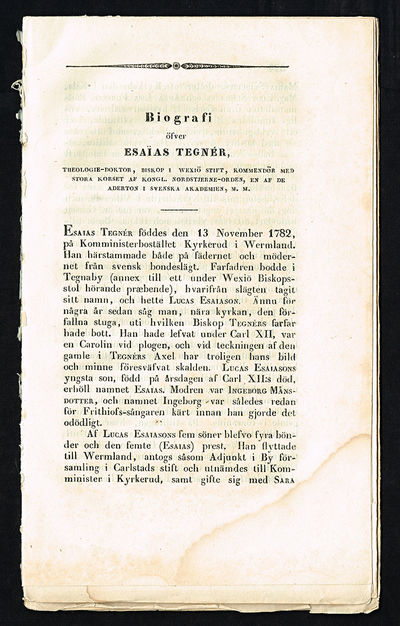 Biografi
öfver
ESAÏAS TEGNÉR,
THEOLOGIE-DOKTOR, BISKOP I WEXIÖ STIFT, KOMMENDÖR MED
STORA KORSET AF KONGL. NORDSTJERNE-ORDEN, EN AF DE
ADERTON I SVENSKA AKADEMIEN, M. M.
ESAIAS TEGNÉR föddes den 13 November 1782,
på Komministerbostället Kyrkerud i Wermland.
Han härstammade både på fädernet och möder-
net från svensk bondeslägt. Farfadren bodde i
Tegnaby (annex till ett under Wexiö Biskops-
stol hörande præbende), hvarifrån slägten tagit
sitt namn, och hette LUCAS ESAIASON. Ännu för
några år sedan såg man, nära kyrkan, den för-
fallna stuga, uti hvilken Biskop TEGNÉRS farfar
hade bott. Han hade lefvat under Carl XII, var
en Carolin vid plogen, och vid teckningen af den
gamle i TEGNÉRS Axel har troligen hans bild
och minne föresväfvat skalden. LUCAS ESAIASONS
yngsta son, född på årsdagen af Carl XII:s död,
erhöll namnet ESAIAS. Modren var INGEBORG MÅNS-
DOTTER, och namnet Ingeborg var således redan
för Frithiofs-sångaren kärt innan han gjorde det
odödligt.
Af LUCAS ESAIASONS fem söner blefvo fyra bön-
der och den femte (ESAIAS) prest. Han flyttade
till Wermland, antogs såsom Adjunkt i By för-
samling i Carlstads stift och utnämdes till Kom-
minister i Kyrkerud, samt gifte sig med SARA